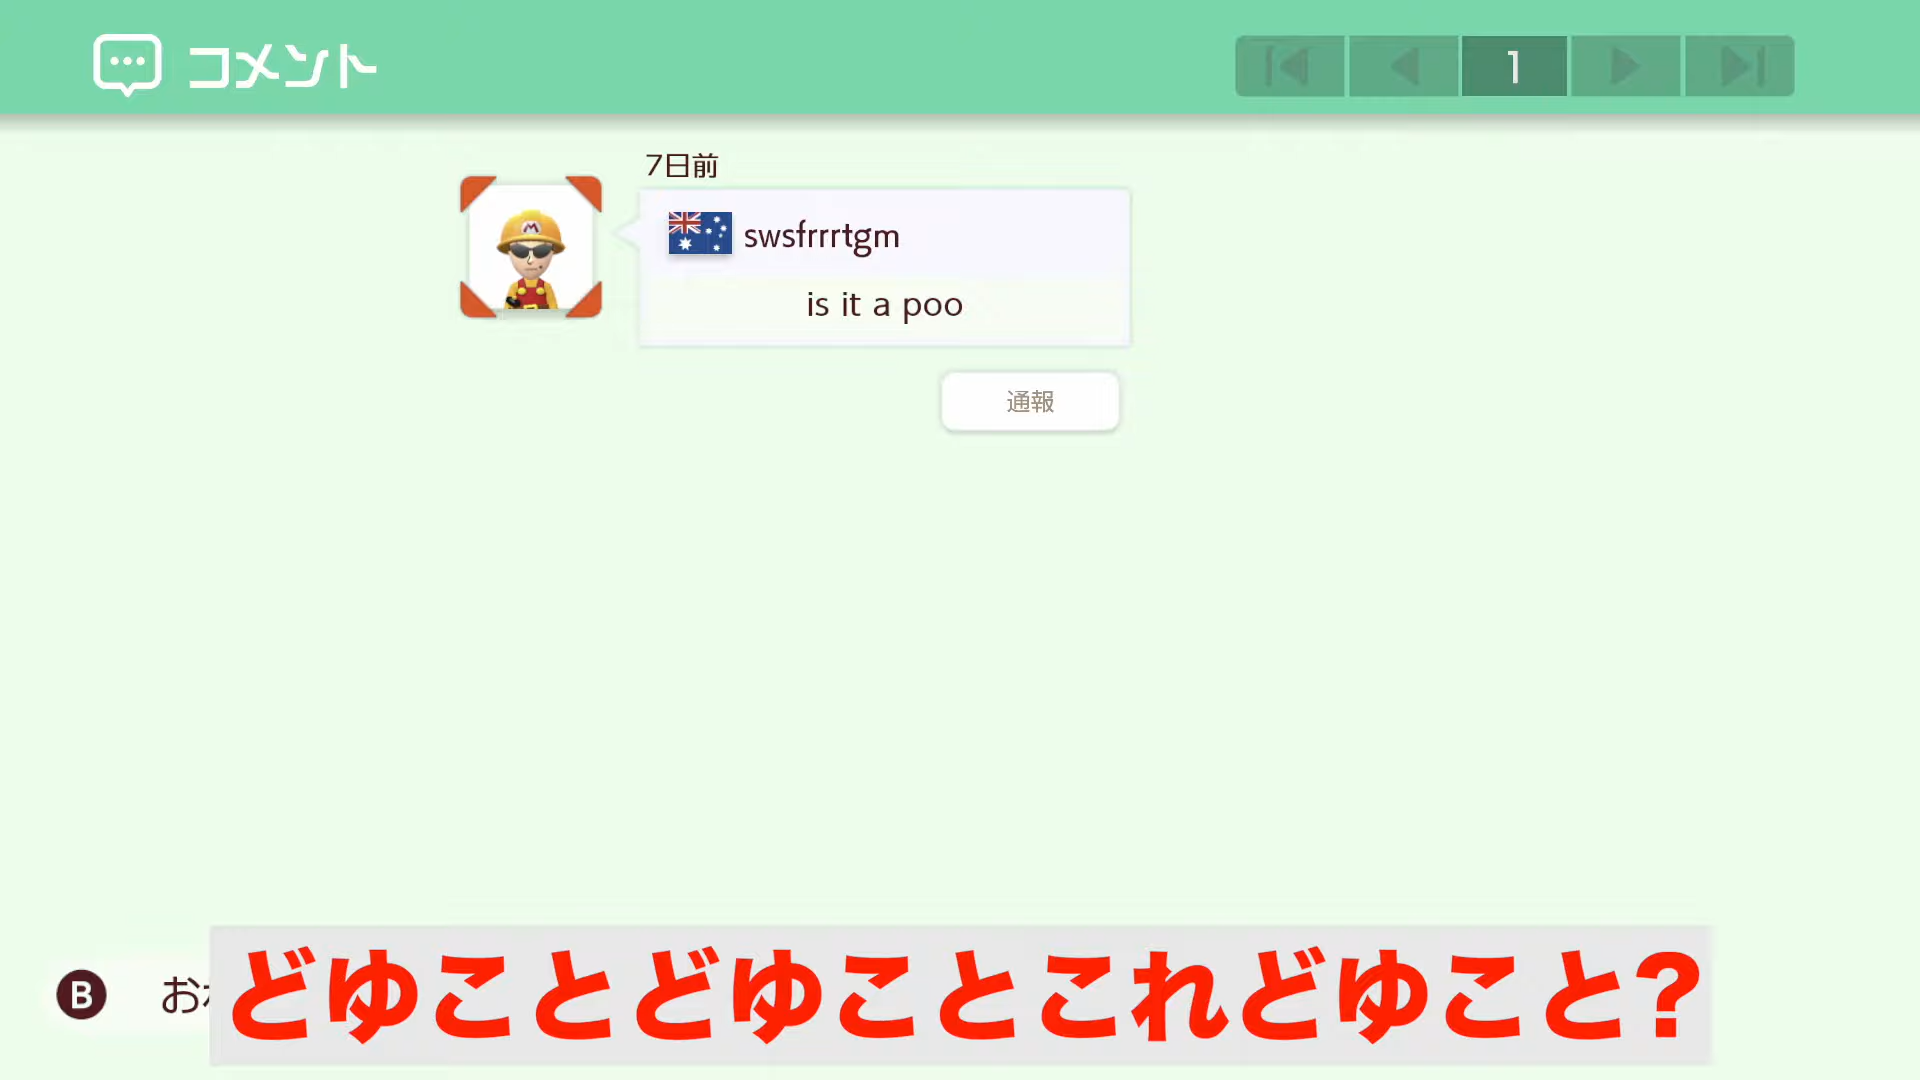 コメント
1
7日前
swsfrrrtgm
is it a poo
通報
B
どゆことどゆことこれどゆこと?